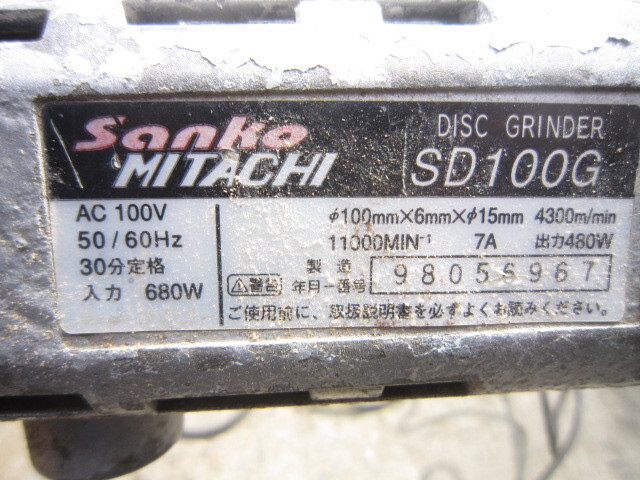 Sanko
MITACHI
DISC GRINDER
SD100G
AC 100V
50/60Hz
30分定格
入力 680W
φ100mm×6mm×φ15mm 4300m/min
11000MIN⁻¹ 7A 出力480W
⚠警告 製造年月-番号 98056967
ご使用前に、取扱説明書を必ずよくお読みください。